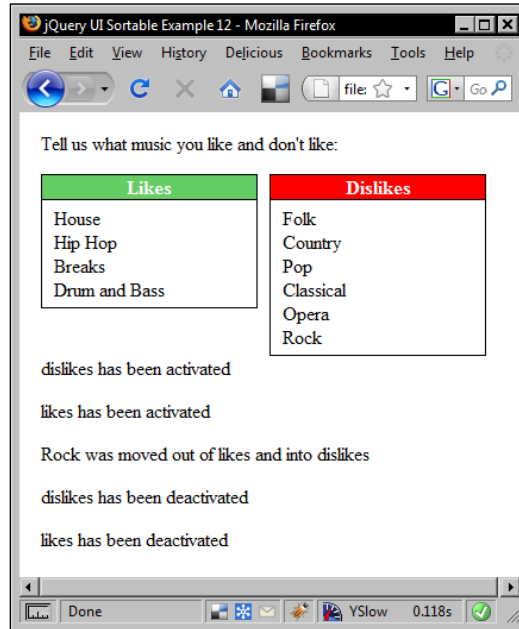 jQuery UI Sortable Example 12 - Mozilla Firefox
File Edit View History Delicious Bookmarks Tools Help
file: G Go
Tell us what music you like and don't like:
Likes
House
Hip Hop
Breaks
Drum and Bass
Dislikes
Folk
Country
Pop
Classical
Opera
Rock
dislikes has been activated
likes has been activated
Rock was moved out of likes and into dislikes
dislikes has been deactivated
likes has been deactivated
Done YSlow 0.118s